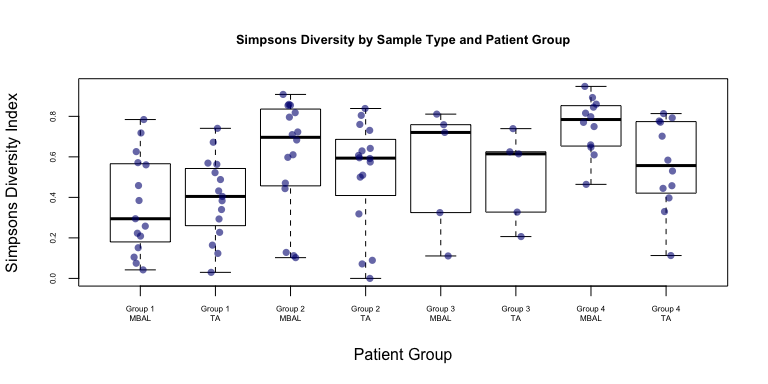 Simpsons Diversity by Sample Type and Patient Group
Simpsons Diversity Index
0.8
0.6
0.4
0.2
0.0
Group 1
MBAL
Group 1
TA
Group 2
MBAL
Group 2
TA
Group 3
MBAL
Group 3
TA
Group 4
MBAL
Group 4
TA
Patient Group